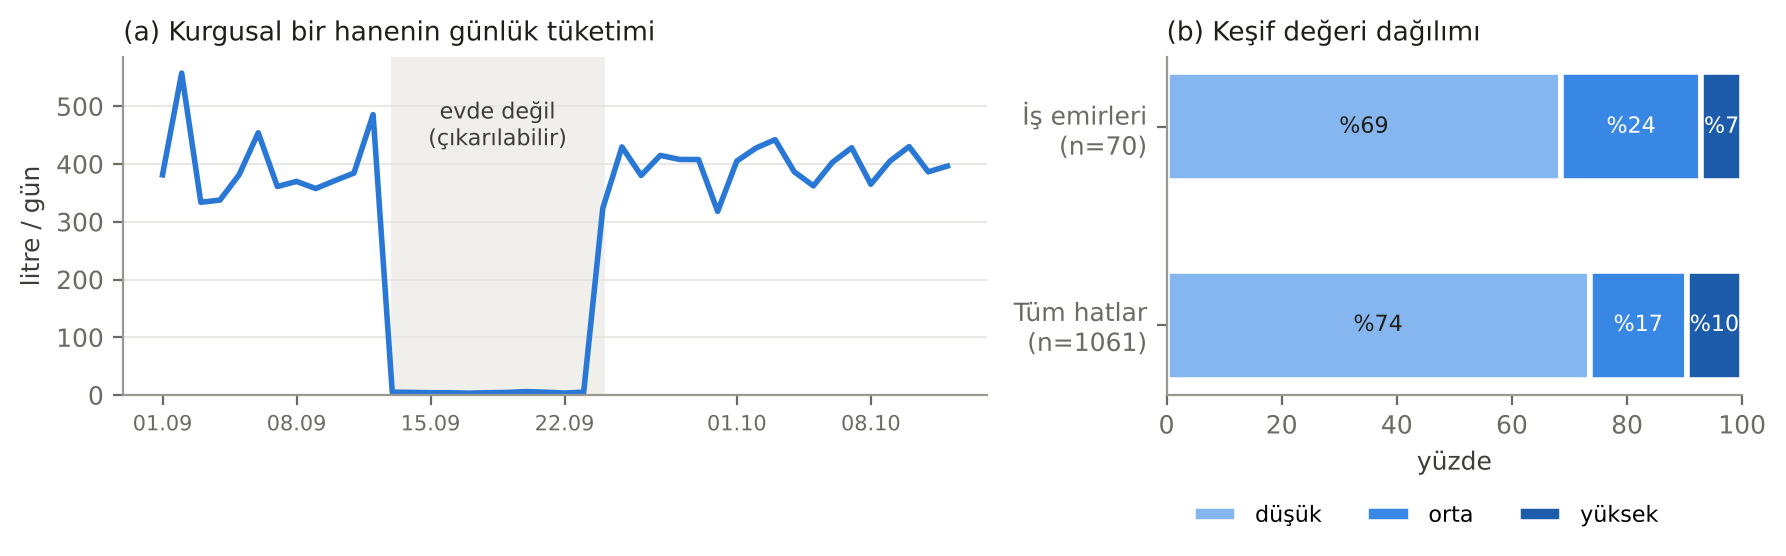 (a) Kurgusal bir hanenin günlük tüketimi
litre / gün
500
400
300
200
100
0
evde değil
(çıkarılabilir)
01.09
08.09
15.09
22.09
01.10
08.10
(b) Keşif değeri dağılımı
İş emirleri
(n=70)
%69
%24
%7
Tüm hatlar
(n=1061)
%74
%17
%10
0
20
40
60
80
100
yüzde
düşük
orta
yüksek